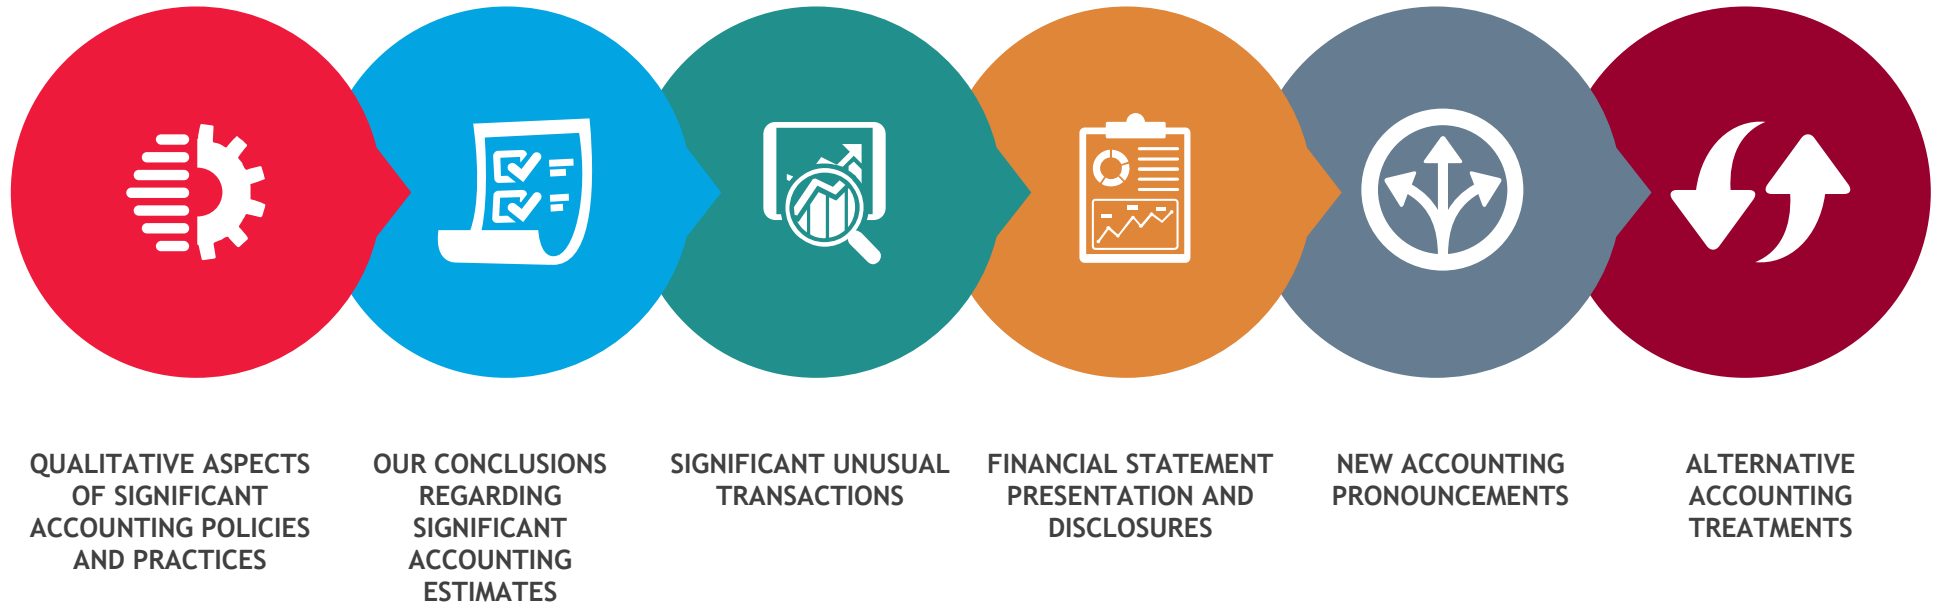 QUALITATIVE ASPECTS
OF SIGNIFICANT
ACCOUNTING POLICIES
AND PRACTICES
OUR CONCLUSIONS
REGARDING
SIGNIFICANT
ACCOUNTING
ESTIMATES
SIGNIFICANT UNUSUAL
TRANSACTIONS
FINANCIAL STATEMENT
PRESENTATION AND
DISCLOSURES
NEW ACCOUNTING
PRONOUNCEMENTS
ALTERNATIVE
ACCOUNTING
TREATMENTS